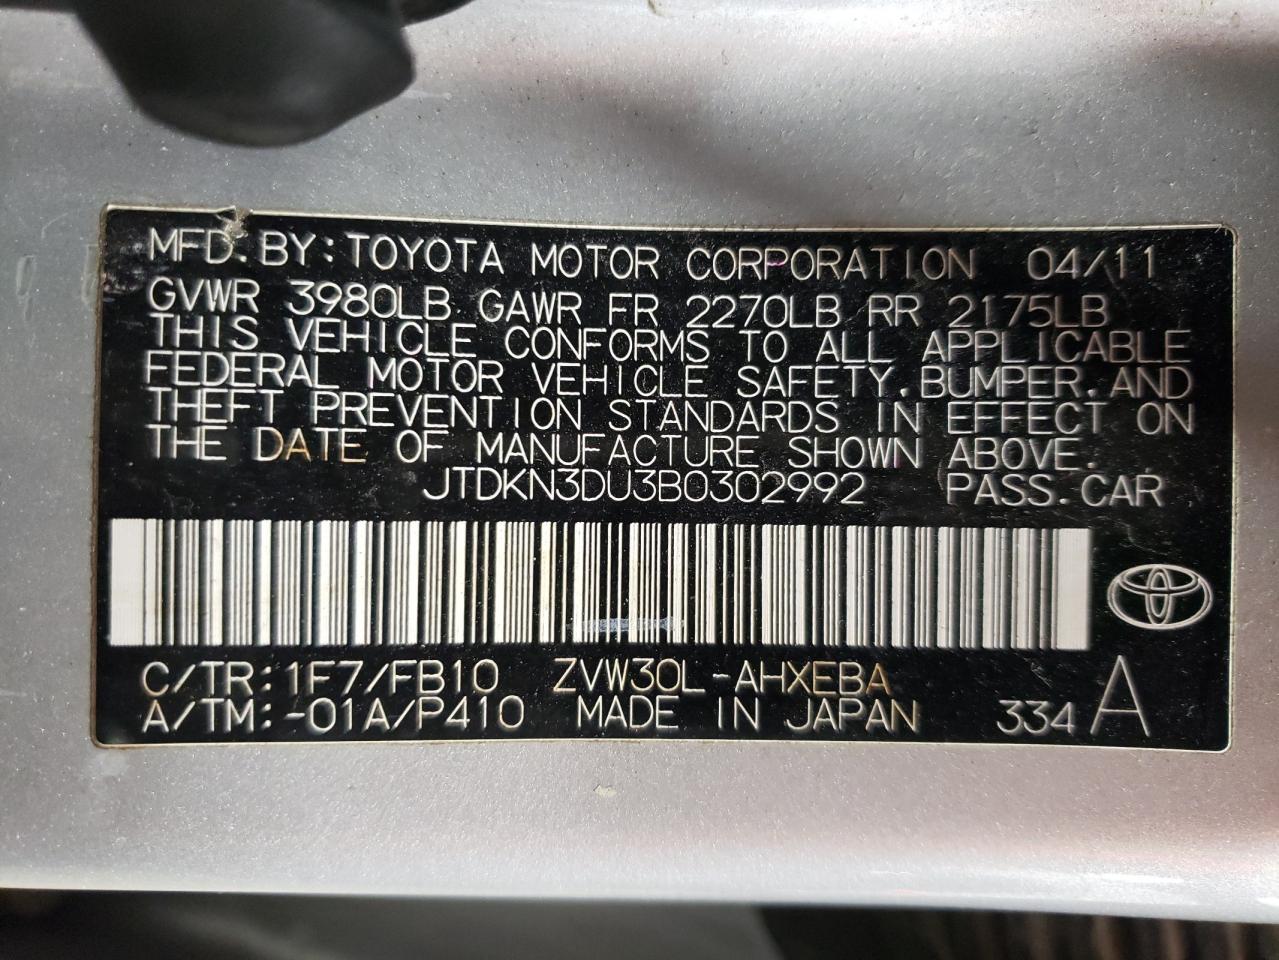 MFD. BY: TOYOTA MOTOR CORPORATION 04/11
GVWR 3980LB GAWR FR 2270LB RR 2175LB
THIS VEHICLE CONFORMS TO ALL APPLICABLE
FEDERAL MOTOR VEHICLE SAFETY. BUMPER. AND
THEFT PREVENTION STANDARDS IN EFFECT ON
THE DATE OF MANUFACTURE SHOWN ABOVE.
JTDKN3DU3B0302992 PASS. CAR
C/TR: 1F7/FB10 ZVW30L-AHXEBA
A/TM:-01A/P410 MADE IN JAPAN 334 A